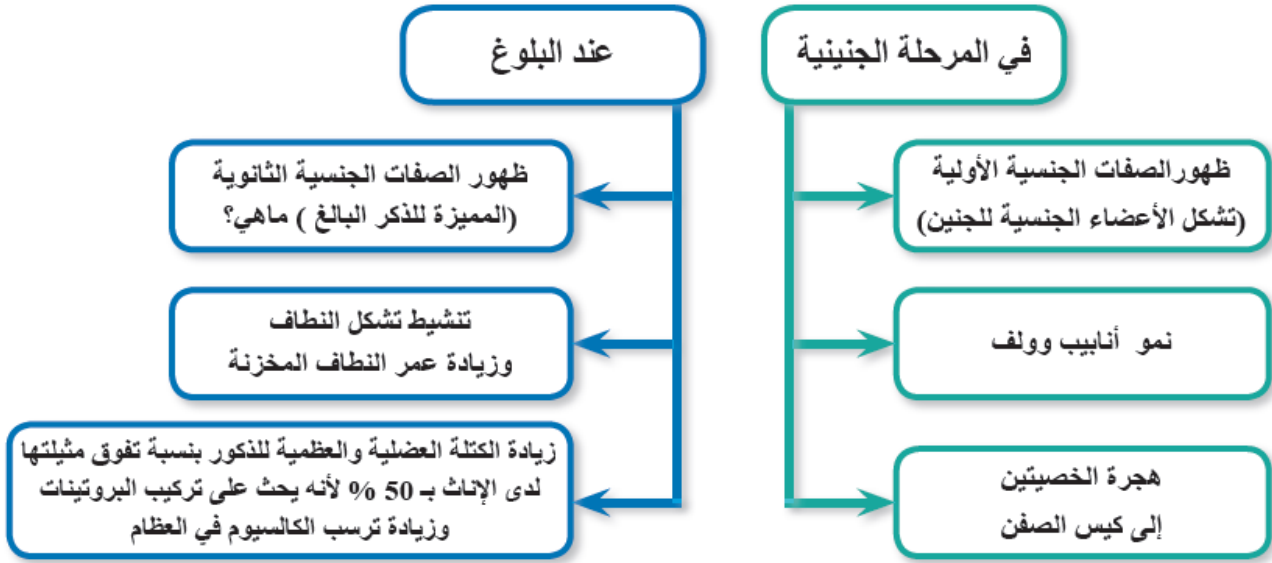 في المرحلة الجنينية
ظهورالصفات الجنسية الأولية
(تشكل الأعضاء الجنسية للجنين)
نمو أنابيب وولف
هجرة الخصيتين
إلى كيس الصفن
عند البلوغ
ظهور الصفات الجنسية الثانوية
(المميزة للذكر البالغ ) ماهي؟
تنشيط تشكل النطاف
وزيادة عمر النطاف المخزنة
زيادة الكتلة العضلية والعظمية للذكور بنسبة تفوق مثيلتها
لدى الإناث بـ 50 % لأنه يحث على تركيب البروتينات
وزيادة ترسب الكالسيوم في العظام